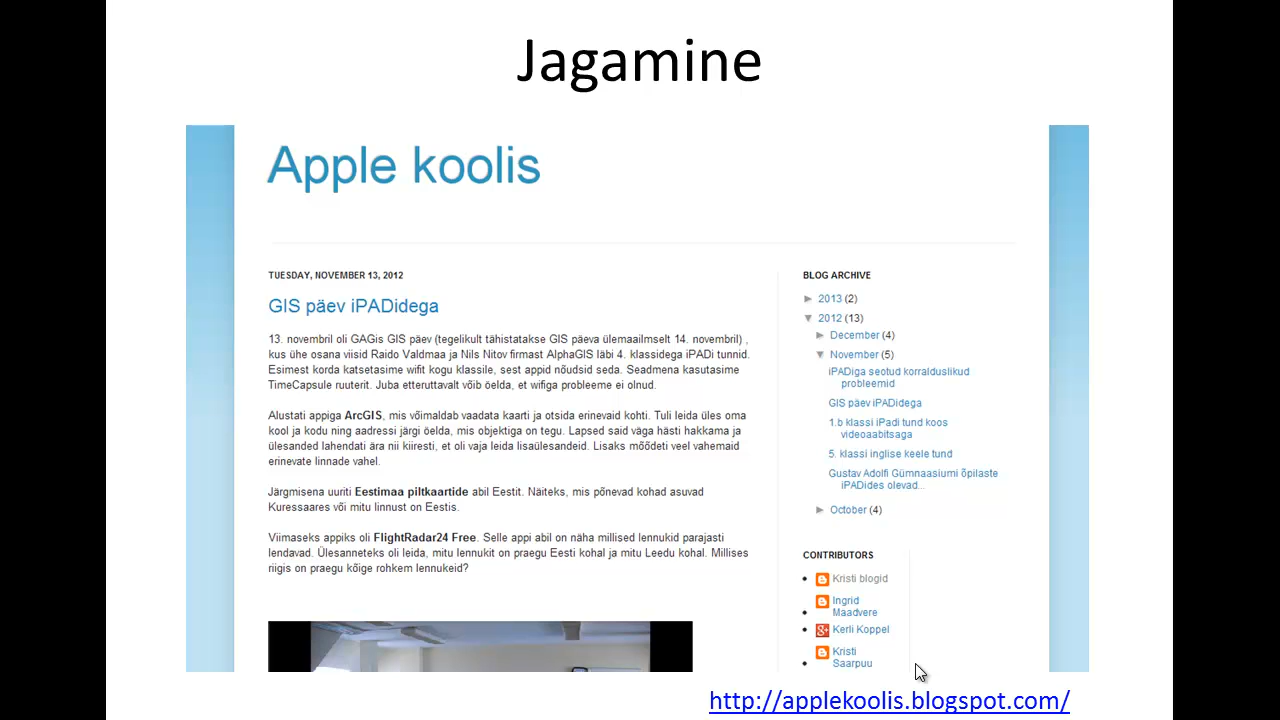 Jagamine
Apple koolis
TUESDAY, NOVEMBER 13, 2012
GIS päev iPADidega
13. novembril oli GAGis GIS päev (tegelikult tähistatakse GIS päeva ülemaailmselt 14. novembril) ,
kus ühe osana viisid Raido Valdmaa ja Nils Nitov firmast AlphaGIS läbi 4. klassidega iPADi tunnid.
Esimest korda katsetasime wifit kogu klassile, sest appid nõudsid seda. Seadmena kasutasime
TimeCapsule ruuterit. Juba etteruttavalt võib öelda, et wifiga probleeme ei olnud.
Alustati appiga ArcGIS, mis võimaldab vaadata kaarti ja otsida erinevaid kohti. Tuli leida üles oma
kool ja kodu ning aadressi järgi öelda, mis objektiga on tegu. Lapsed said väga hästi hakkama ja
ülesanded lahendati ära nii kiiresti, et oli vaja leida lisaülesandeid. Lisaks mõõdeti veel vahemaid
erinevate linnade vahel.
Järgmisena uuriti Eestimaa piltkaartide abil Eestit. Näiteks, mis põnevad kohad asuvad
Kuressaares või mitu linnust on Eestis.
Viimaseks appiks oli FlightRadar24 Free. Selle appi abil on näha millised lennukid parajasti
lendavad. Ülesanneteks oli leida, mitu lennukit on praegu Eesti kohal ja mitu Leedu kohal. Millises
riigis on praegu kõige rohkem lennukeid?
BLOG ARCHIVE
► 2013 (2)
▼ 2012 (13)
► December (4)
▼ November (5)
iPADiga seotud korralduslikud
probleemid
GIS päev iPADidega
1.b klassi iPadi tund koos
videoaabitsaga
5. klassi inglise keele tund
Gustav Adolfi Gümnaasiumi õpilaste
iPADides olevad...
► October (4)
CONTRIBUTORS
Kristi blogid
Ingrid
Maadvere
Kerli Koppel
Kristi
Saarpuu
http://applekoolis.blogspot.com/